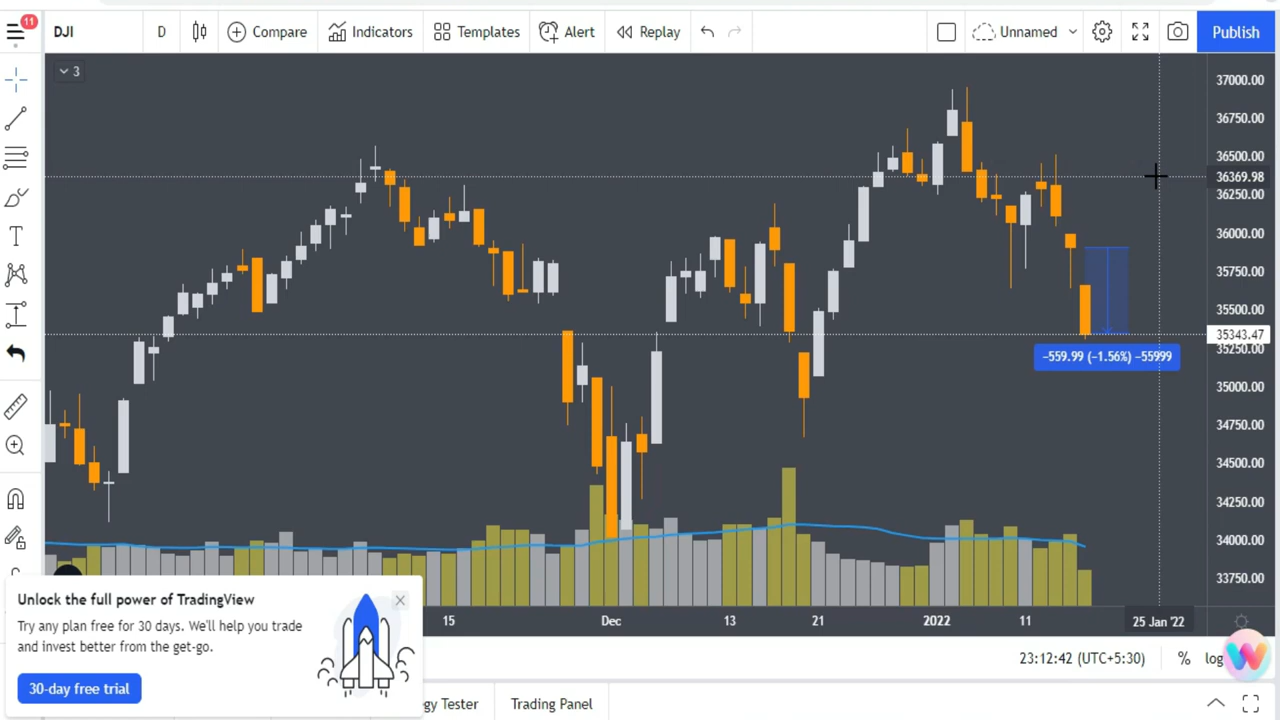 11
DJI
D
Compare
Indicators
Templates
Alert
Replay
Unnamed
Publish
3
37000.00
36750.00
36500.00
36369.98
36250.00
36000.00
35750.00
35500.00
35343.47
35250.00
35000.00
34750.00
34500.00
34250.00
34000.00
33750.00
-559.99 (-1.56%) -55999
15
Dec
13
21
2022
11
25 Jan '22
Unlock the full power of TradingView
Try any plan free for 30 days. We'll help you trade
and invest better from the get-go.
30-day free trial
23:12:42 (UTC+5:30)
%
log
gy Tester
Trading Panel